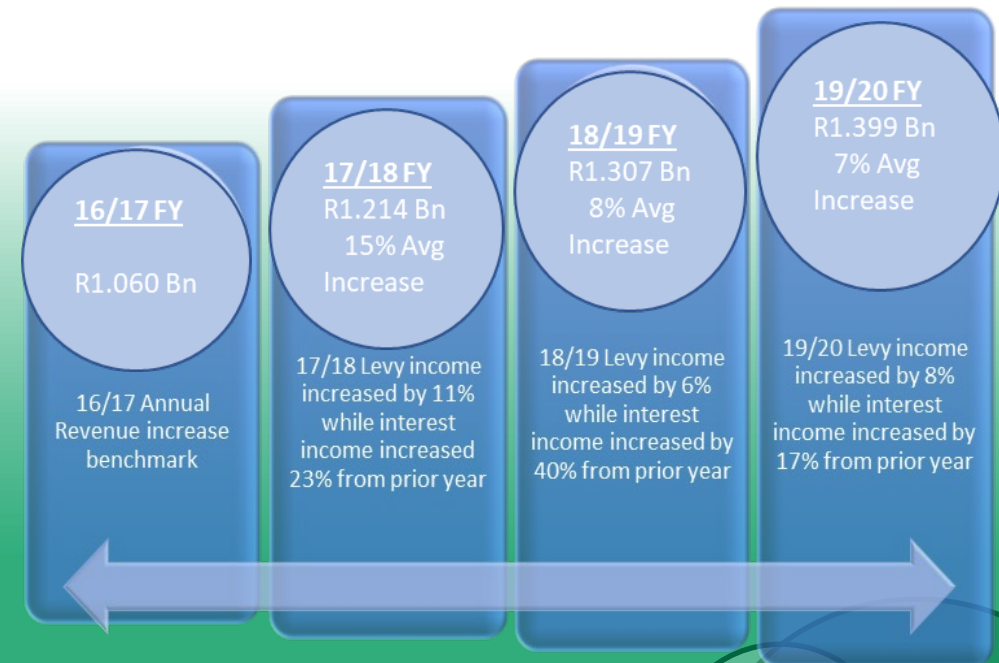 16/17 FY
R1.060 Bn
16/17 Annual
Revenue increase
benchmark
17/18 FY
R1.214 Bn
15% Avg
Increase
17/18 Levy income
increased by 11%
while interest
income increased
23% from prior year
18/19 FY
R1.307 Bn
8% Avg
Increase
18/19 Levy income
increased by 6%
while interest
income increased by
40% from prior year
19/20 FY
R1.399 Bn
7% Avg
Increase
19/20 Levy income
increased by 8%
while interest
income increased by
17% from prior year